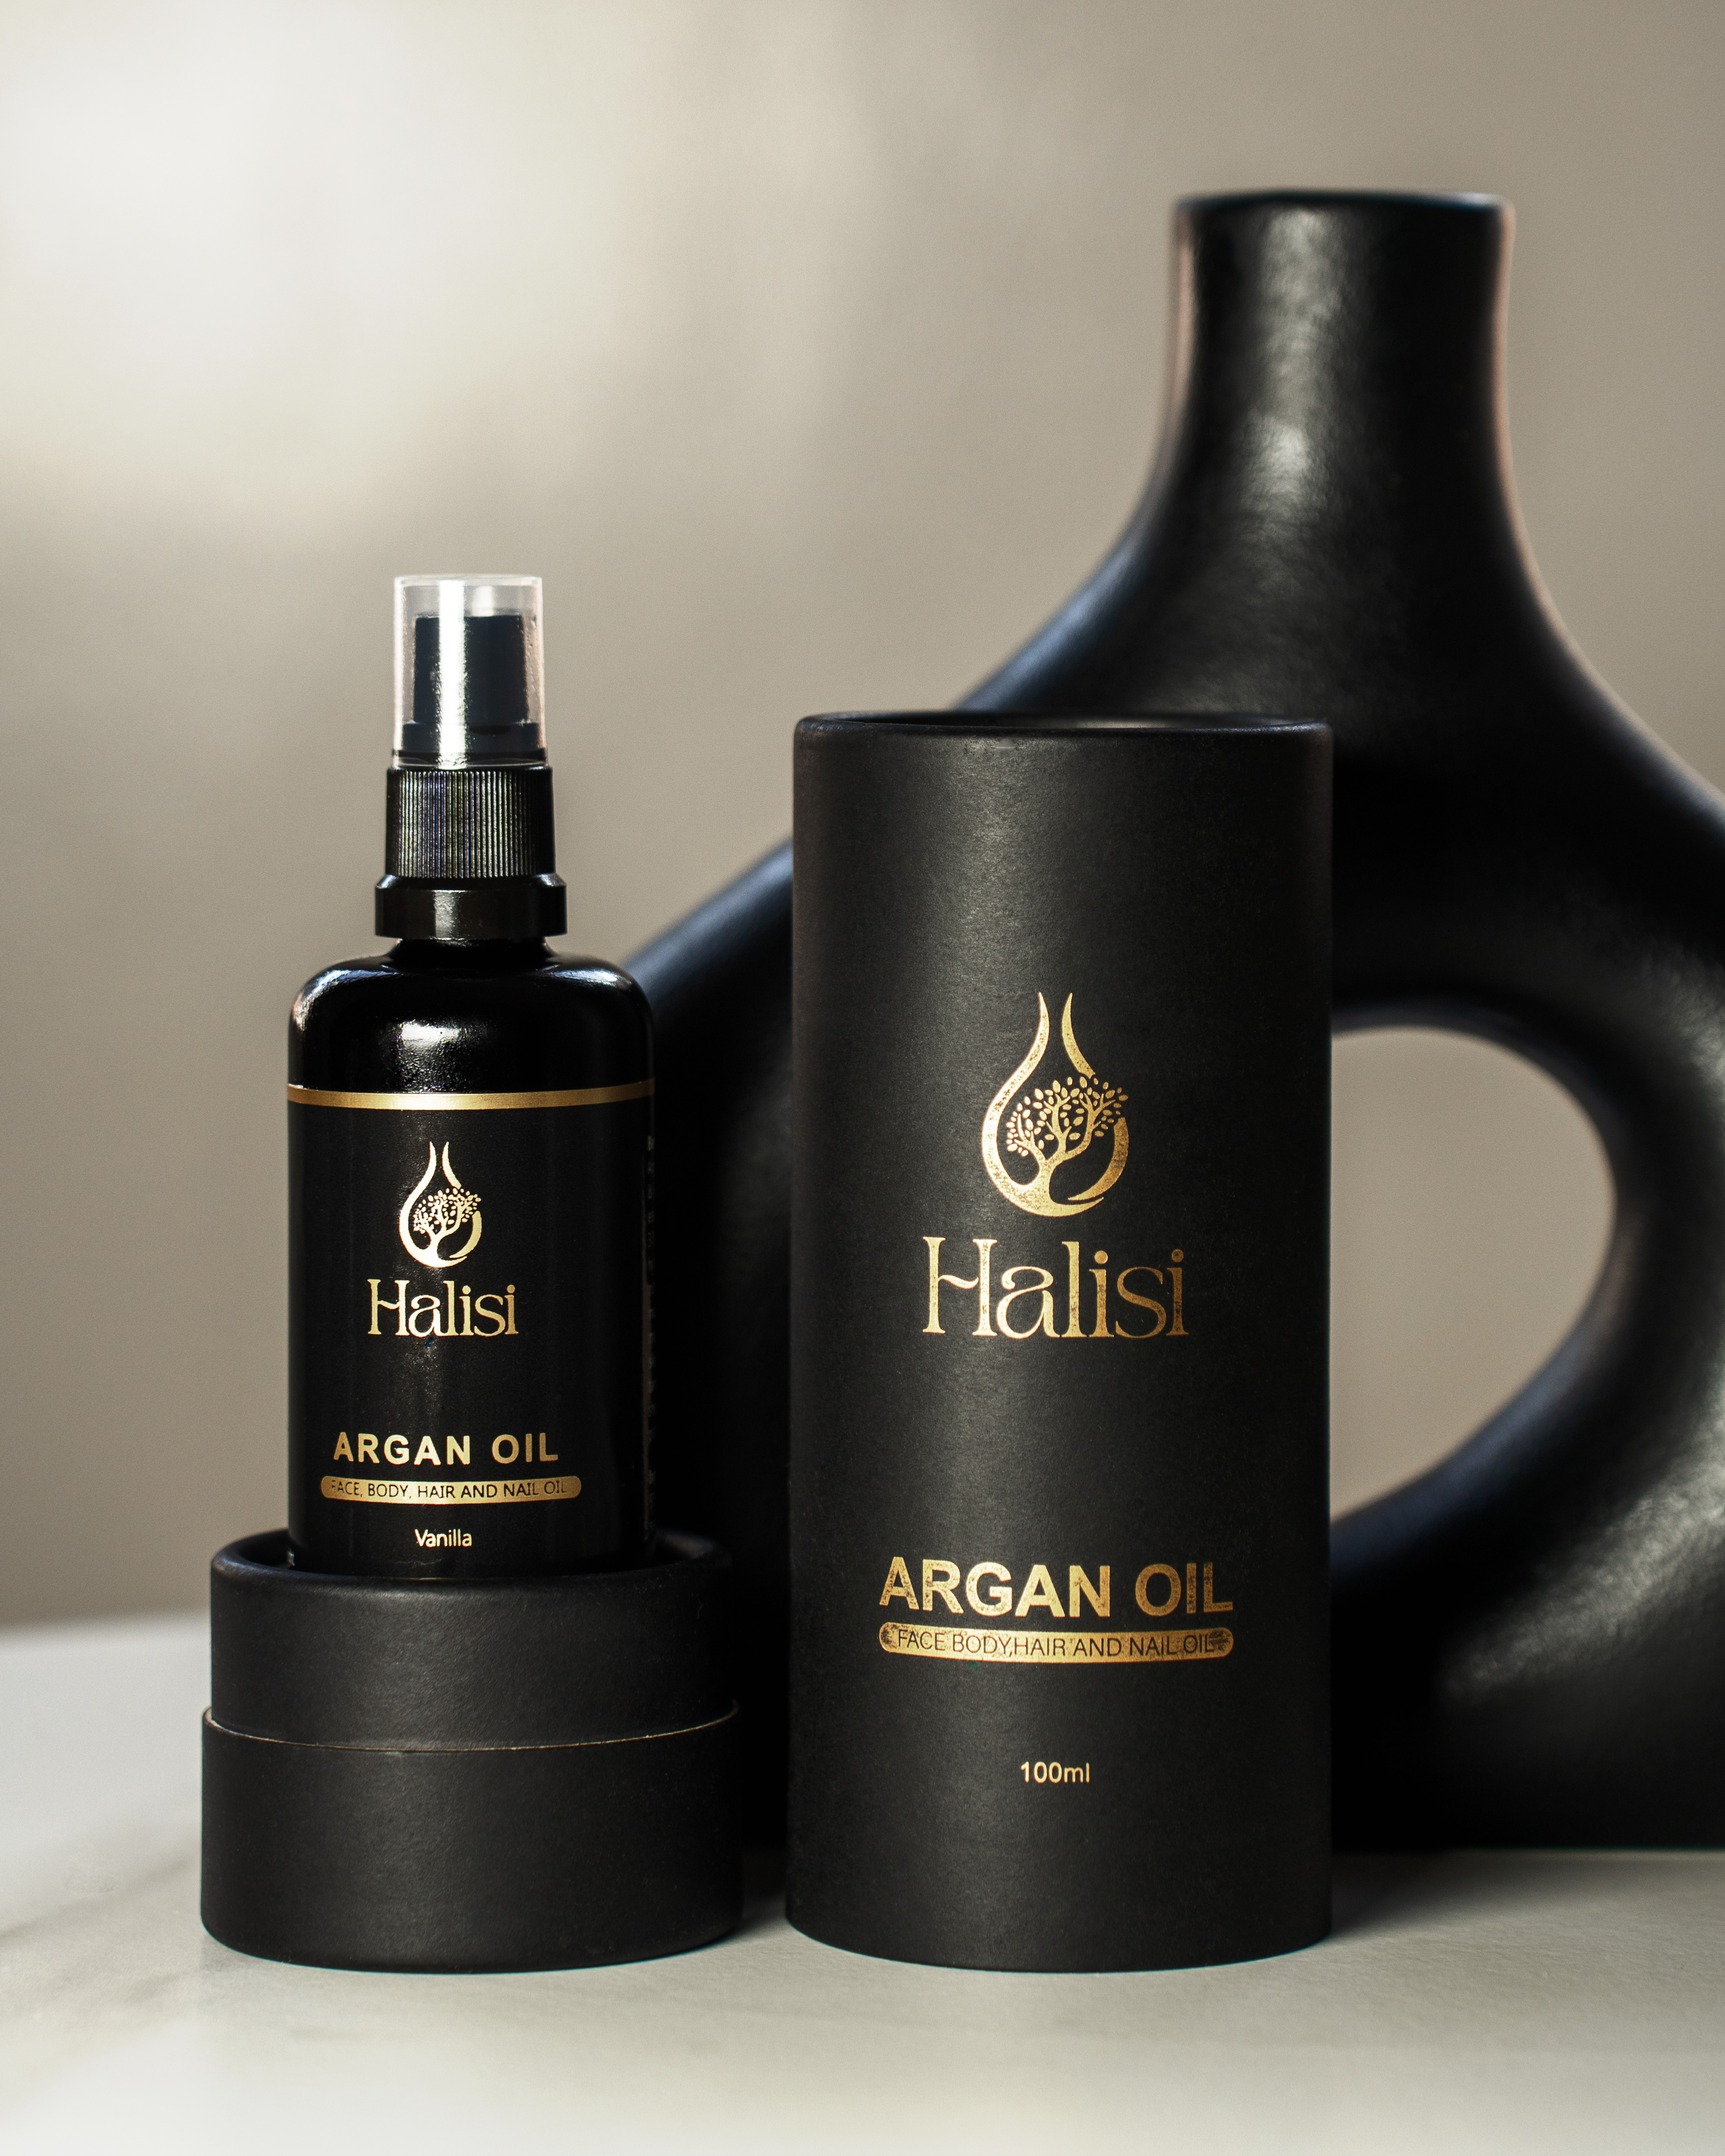 Halisi
ARGAN OIL
FACE, BODY, HAIR AND NAIL OIL
Vanilla
Halisi
ARGAN OIL
FACE BODY,HAIR AND NAIL OIL
100ml